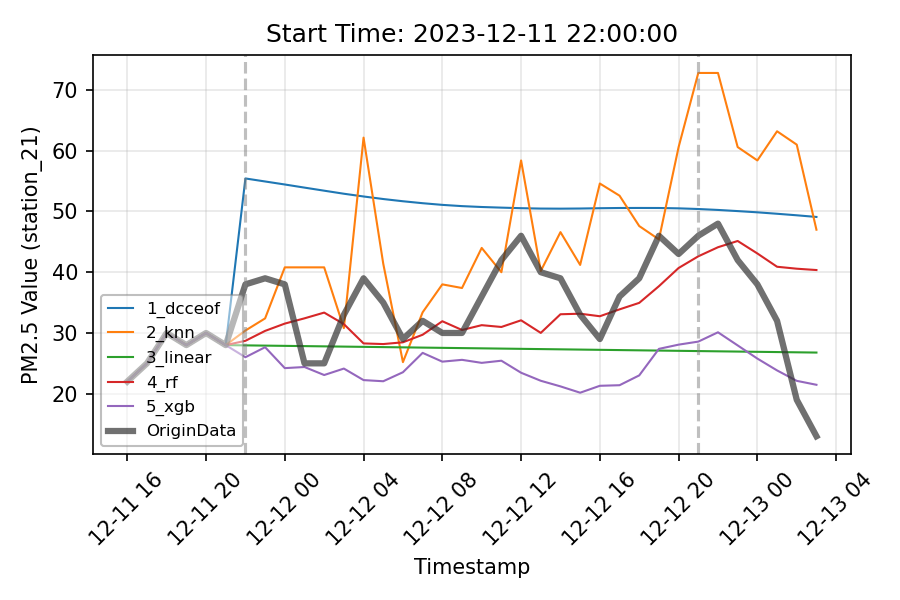 Start Time: 2023-12-11 22:00:00
PM2.5 Value (station_21)
70
60
50
40
30
20
1_dcceof
2_knn
3_linear
4_rf
5_xgb
OriginData
12-11 16
12-11 20
12-12 00
12-12 04
12-12 08
12-12 12
12-12 16
12-12 20
12-13 00
12-13 04
Timestamp